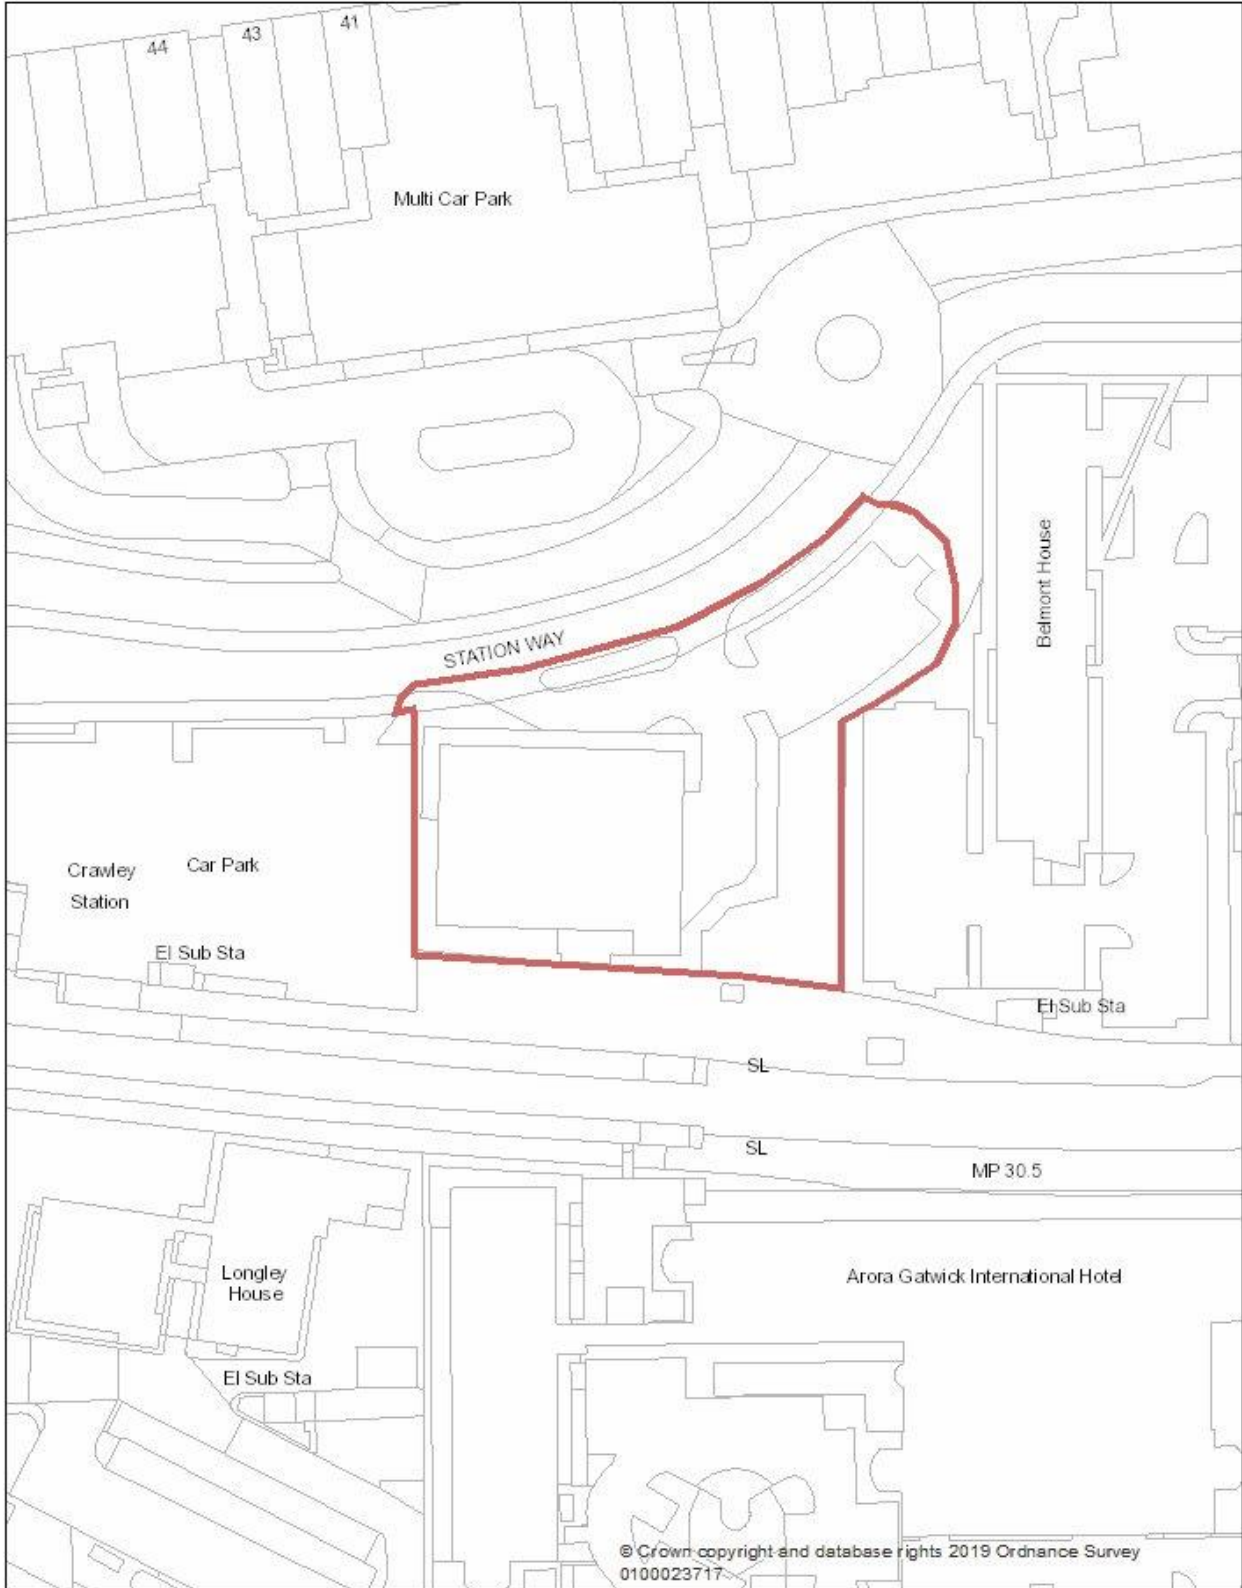 44
43
41
Multi Car Park
Belmont House
STATION WAY
Crawley
Station
Car Park
El Sub Sta
El Sub Sta
SL
SL
MP 30.5
Longley
House
Arora Gatwick International Hotel
El Sub Sta
© Crown copyright and database rights 2019 Ordnance Survey
0100023717